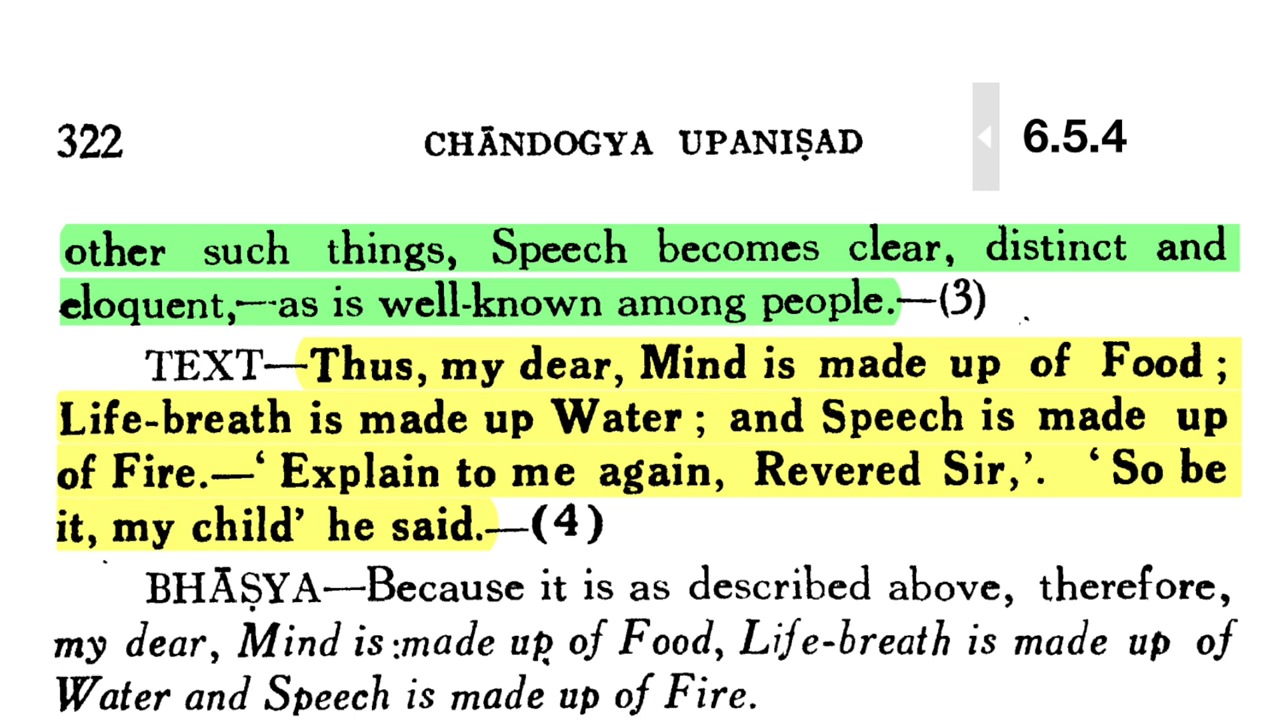 322 CHĀNDOGYA UPANIṢAD 6.5.4
other such things, Speech becomes clear, distinct and
eloquent,—as is well-known among people.—(3)
TEXT—Thus, my dear, Mind is made up of Food ;
Life-breath is made up Water ; and Speech is made up
of Fire.—‘ Explain to me again, Revered Sir,’. ‘ So be
it, my child’ he said.—(4)
BHĀṢYA—Because it is as described above, therefore,
my dear, Mind is :made up of Food, Life-breath is made up of
Water and Speech is made up of Fire.